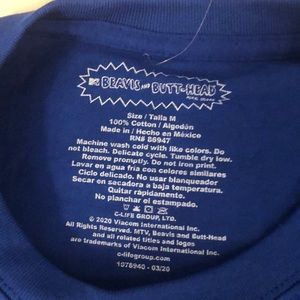 MTV BEAVIS AND BUTT-HEAD
MIKE JUDGE
Size / Talla M
100% Cotton / Algodón
Made in / Hecho en México
RN# 86947
Machine wash cold with like colors. Do
not bleach. Delicate cycle. Tumble dry low.
Remove promptly. Do not iron print.
Lavar en agua fría con colores similares.
Ciclo delicado. No usar blanqueador
Secar en secadora a baja temperatura.
Quitar rápidamente.
No planchar el estampado.
C-LIFE GROUP, LTD.
© 2020 Viacom International Inc.
All Rights Reserved. MTV, Beavis and Butt-Head
and all related titles and logos
are trademarks of Viacom International Inc.
c-lifegroup.com
1078940 - 03/20